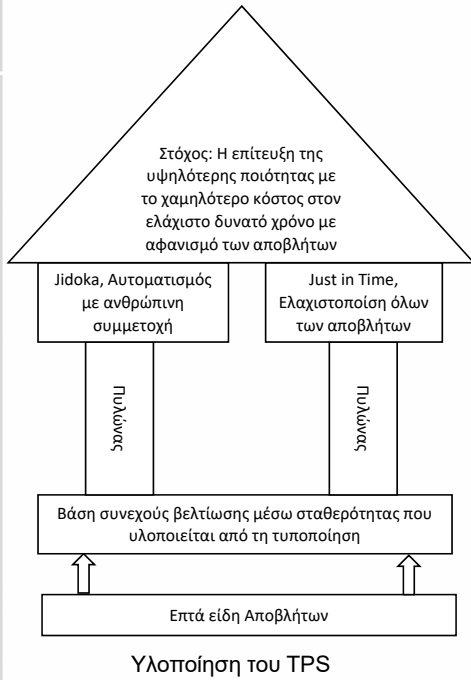 Στόχος: Η επίτευξη της
υψηλότερης ποιότητας με
το χαμηλότερο κόστος στον
ελάχιστο δυνατό χρόνο με
αφανισμό των αποβλήτων
Jidoka, Αυτοματισμός
με ανθρώπινη
συμμετοχή
Just in Time,
Ελαχιστοποίση όλων
των αποβλήτων
Πυλώνας
Πυλώνας
Βάση συνεχούς βελτίωσης μέσω σταθερότητας που
υλοποιείται από τη τυποποίηση
Επτά είδη Αποβλήτων
Υλοποίηση του TPS